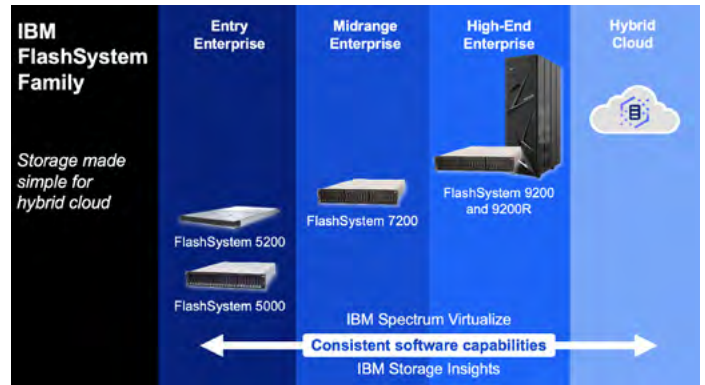 IBM
FlashSystem
Family
Storage made
simple for
hybrid cloud
Entry
Enterprise
FlashSystem 5200
FlashSystem 5000
Midrange
Enterprise
FlashSystem 7200
High-End
Enterprise
FlashSystem 9200
and 9200R
Hybrid
Cloud
IBM Spectrum Virtualize
Consistent software capabilities
IBM Storage Insights